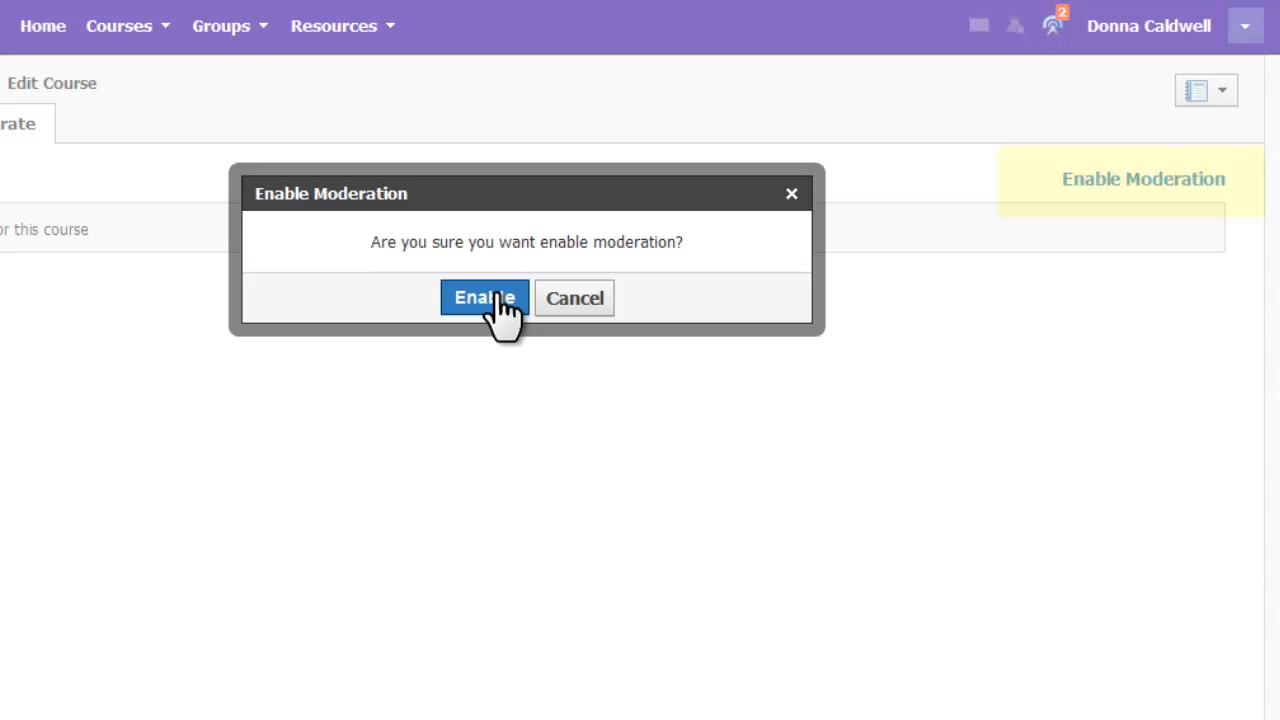 Home Courses Groups Resources 2 Donna Caldwell
Edit Course
rate
Enable Moderation
Enable Moderation
or this course
Are you sure you want enable moderation?
Enable Cancel